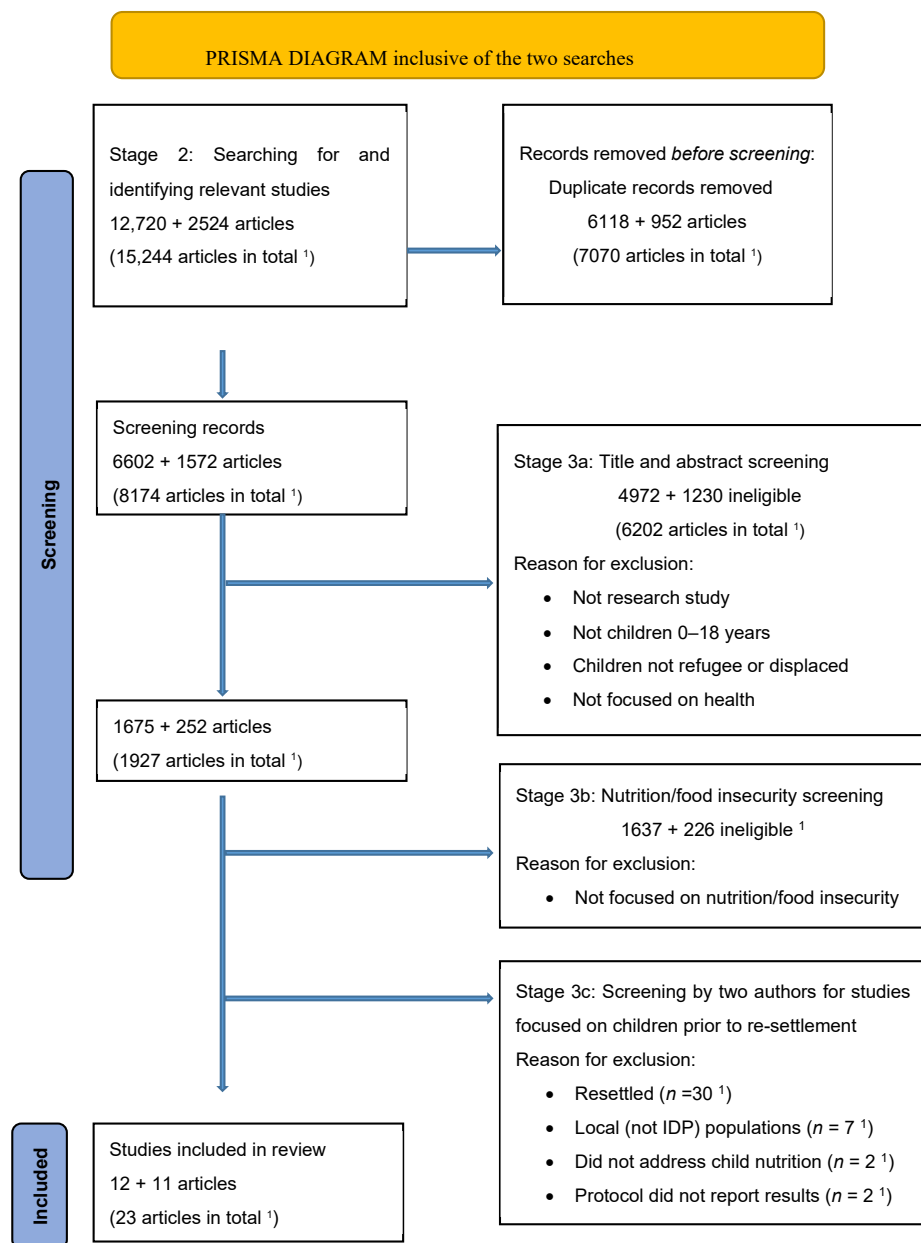 PRISMA DIAGRAM inclusive of the two searches
Stage 2: Searching for and
identifying relevant studies
12,720 + 2524 articles
(15,244 articles in total ¹)
Records removed before screening:
Duplicate records removed
6118 + 952 articles
(7070 articles in total ¹)
Screening
Screening records
6602 + 1572 articles
(8174 articles in total ¹)
Stage 3a: Title and abstract screening
4972 + 1230 ineligible
(6202 articles in total ¹)
Reason for exclusion:
• Not research study
• Not children 0–18 years
• Children not refugee or displaced
• Not focused on health
1675 + 252 articles
(1927 articles in total ¹)
Stage 3b: Nutrition/food insecurity screening
1637 + 226 ineligible ¹
Reason for exclusion:
• Not focused on nutrition/food insecurity
Stage 3c: Screening by two authors for studies
focused on children prior to re-settlement
Reason for exclusion:
• Resettled (n =30 ¹)
• Local (not IDP) populations (n = 7 ¹)
• Did not address child nutrition (n = 2 ¹)
• Protocol did not report results (n = 2 ¹)
Included
Studies included in review
12 + 11 articles
(23 articles in total ¹)